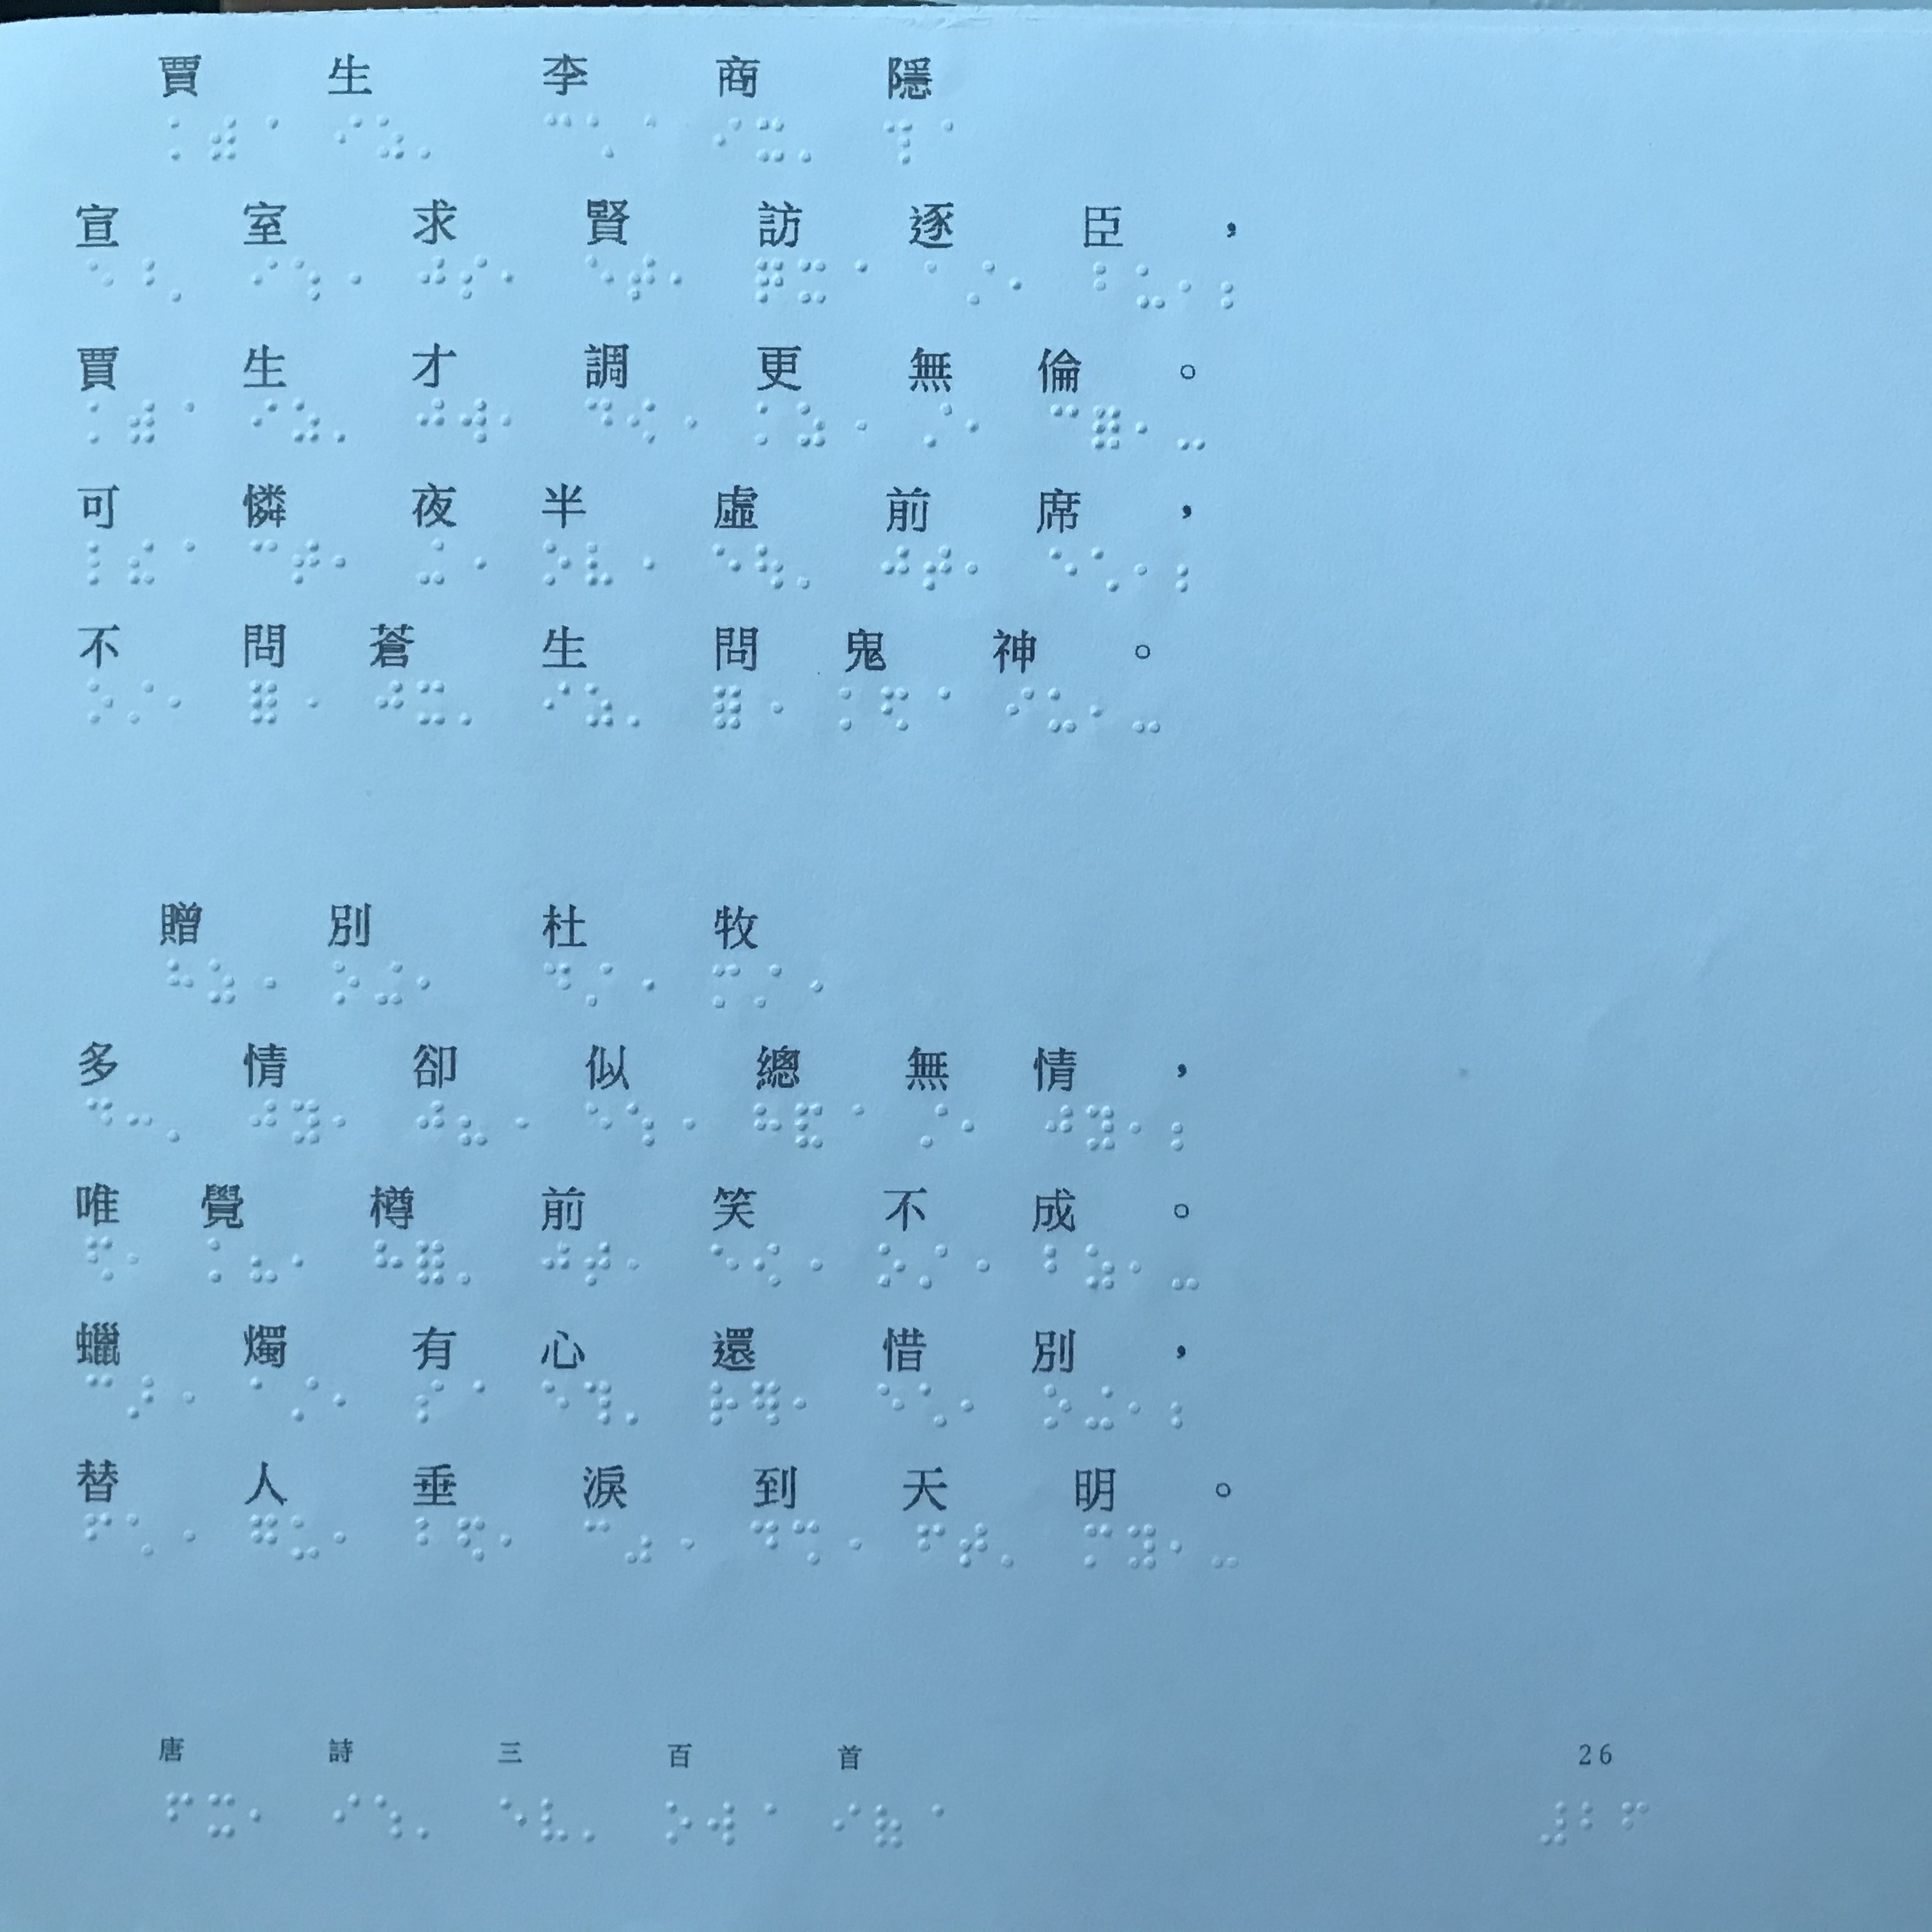 賈生 李商隱
宣室求賢訪逐臣，
賈生才調更無倫。
可憐夜半虛前席，
不問蒼生問鬼神。
贈別 杜牧
多情卻似總無情，
唯覺樽前笑不成。
蠟燭有心還惜別，
替人垂淚到天明。
唐詩三百首 26